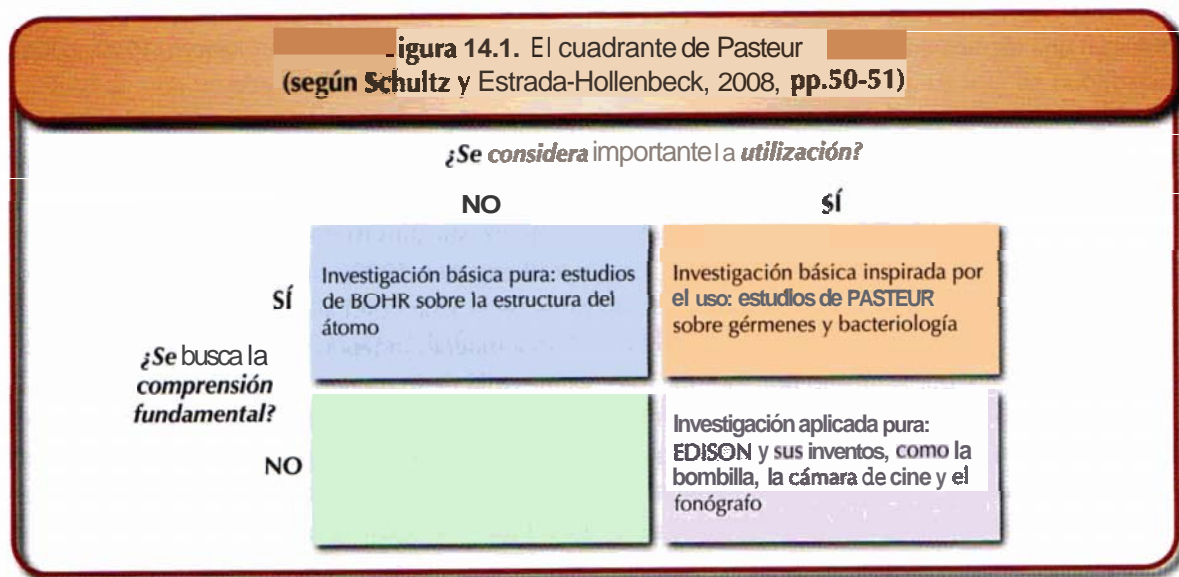 igura 14.1. El cuadrante de Pasteur
(según Schultz y Estrada-Hollenbeck, 2008, pp.50-51)
¿Se considera importante la utilización?
NO
SÍ
SÍ
Investigación básica pura: estudios
de BOHR sobre la estructura del
átomo
Investigación básica inspirada por
el uso: estudios de PASTEUR
sobre gérmenes y bacteriología
¿Se busca la
comprensión
fundamental?
NO
Investigación aplicada pura:
EDISON y sus inventos, como la
bombilla, la cámara de cine y el
fonógrafo